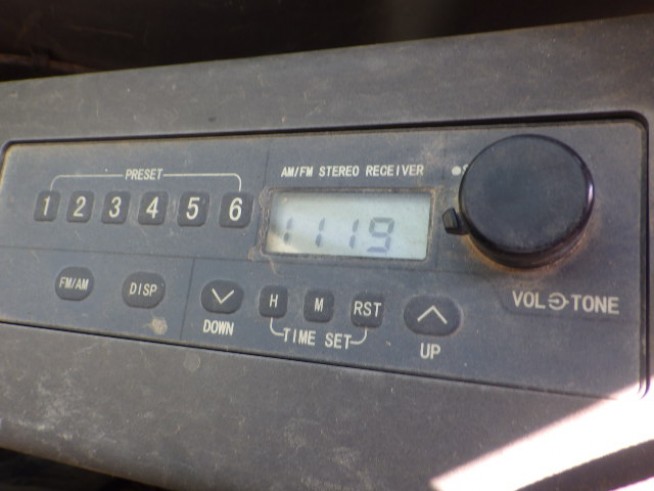 PRESET
AM/FM STEREO RECEIVER
1 2 3 4 5 6
1119
FM/AM DISP
H M RST
DOWN
TIME SET
UP
VOL TONE